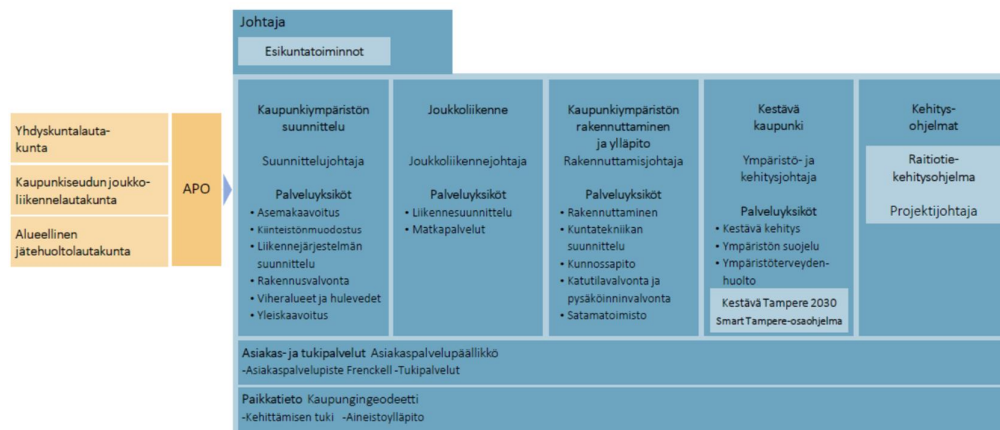 Johtaja
Esikuntatoiminnot
Yhdyskuntalauta-
kunta
Kaupunkiseudun joukko-
liikennelautakunta
Alueellinen
jätehuoltolautakunta
APO
Kaupunkiympäristön
suunnittelu
Suunnittelujohtaja
Palveluyksiköt
• Asemakaavoitus
• Kiinteistönmuodostus
• Liikennejärjestelmän
suunnittelu
• Rakennusvalvonta
• Viheralueet ja hulevedet
• Yleiskaavoitus
Joukkoliikenne
Joukkoliikennejohtaja
Palveluyksiköt
• Liikennesuunnittelu
• Matkapalvelut
Kaupunkiympäristön
rakennuttaminen
ja ylläpito
Rakennuttamisjohtaja
Palveluyksiköt
• Rakennuttaminen
• Kuntatekniikan
suunnittelu
• Kunnossapito
• Katutilavalvonta ja
pysäköinninvalvonta
• Satamatoimisto
Kestävä
kaupunki
Ympäristö- ja
kehitysjohtaja
Palveluyksiköt
• Kestävä kehitys
• Ympäristön suojelu
• Ympäristöterveyden-
huolto
Kestävä Tampere 2030
Smart Tampere-osaohjelma
Kehitys-
ohjelmat
Raitiotie-
kehitysohjelma
Projektijohtaja
Asiakas- ja tukipalvelut Asiakaspalvelupäällikkö
-Asiakaspalvelupiste Frenckell -Tukipalvelut
Paikkatieto Kaupungingeodeetti
-Kehittämisen tuki -Aineistoylläpito